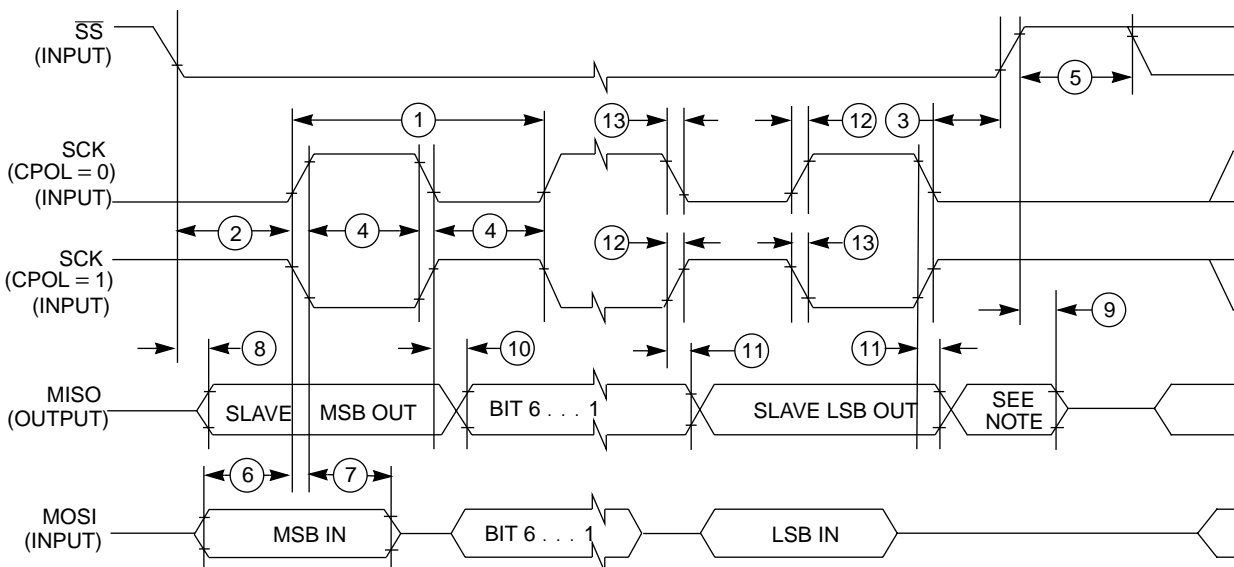 SS
(INPUT)
5
1
13
12
3
SCK
(CPOL = 0)
(INPUT)
2
4
4
12
13
SCK
(CPOL = 1)
(INPUT)
8
10
11
11
9
MISO
(OUTPUT)
SLAVE MSB OUT
BIT 6 . . . 1
SLAVE LSB OUT
SEE
NOTE
6
7
MOSI
(INPUT)
MSB IN
BIT 6 . . . 1
LSB IN